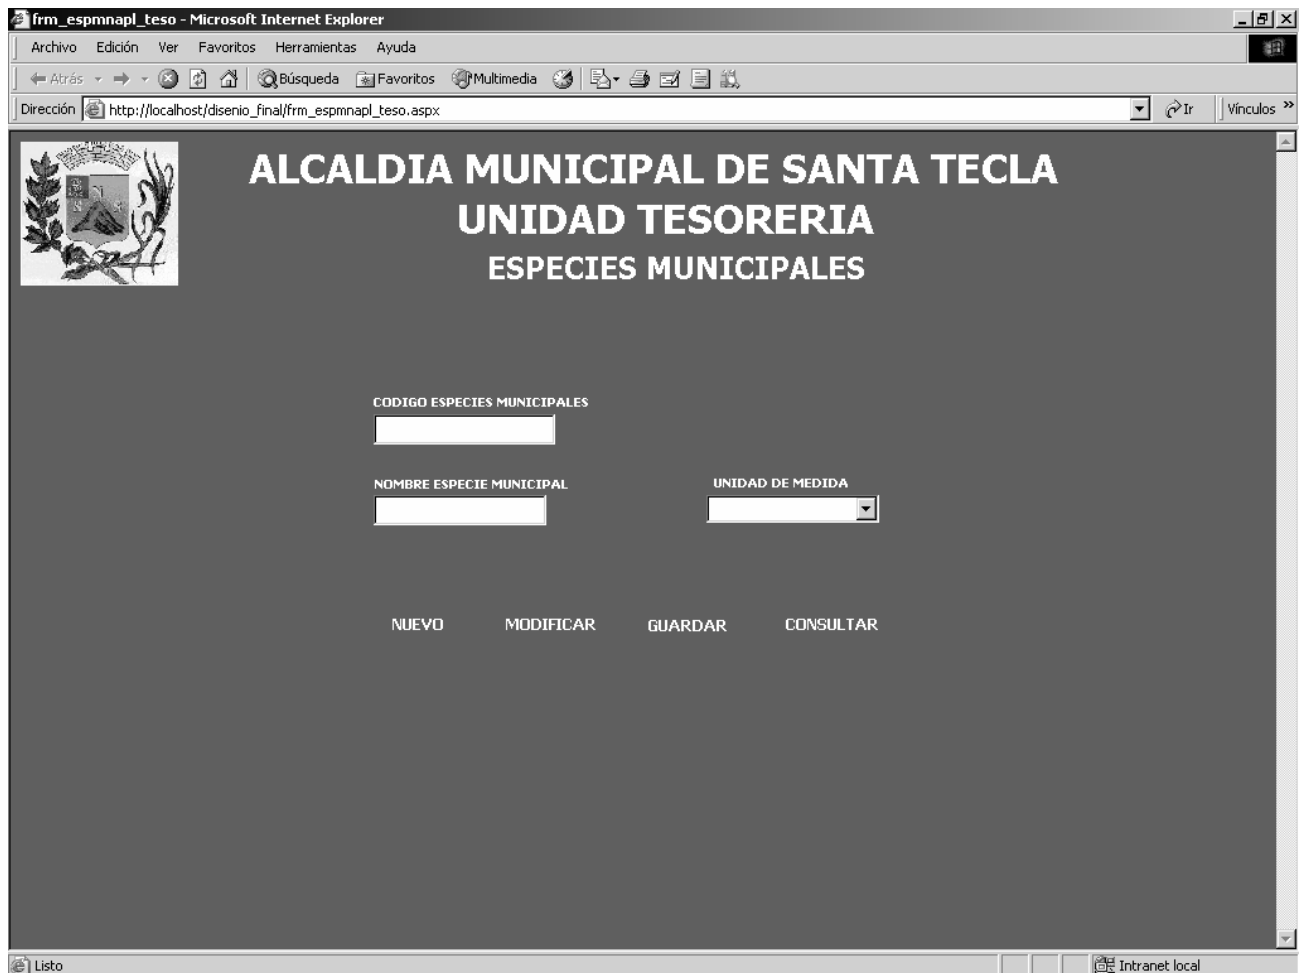 frm_espmnapl_teso - Microsoft Internet Explorer
Archivo Edición Ver Favoritos Herramientas Ayuda
Atrás Búsqueda Favoritos Multimedia
Dirección http://localhost/disenio_final/frm_espmnapl_teso.aspx Ir Vínculos »
ALCALDIA MUNICIPAL DE SANTA TECLA
UNIDAD TESORERIA
ESPECIES MUNICIPALES
CODIGO ESPECIES MUNICIPALES
NOMBRE ESPECIE MUNICIPAL UNIDAD DE MEDIDA
NUEVO MODIFICAR GUARDAR CONSULTAR
Listo Intranet local